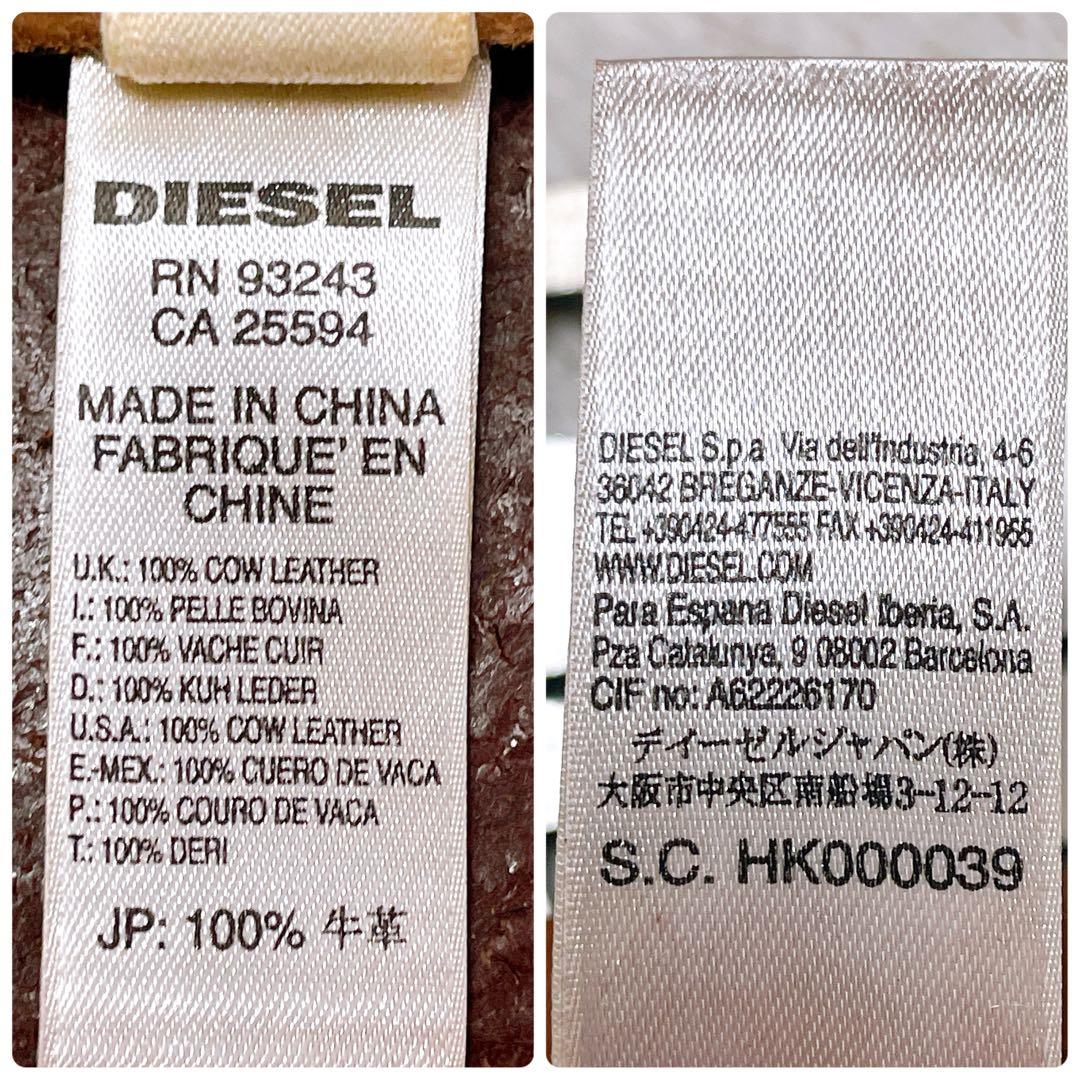 DIESEL
RN 93243
CA 25594
MADE IN CHINA
FABRIQUE' EN
CHINE
U.K.: 100% COW LEATHER
I.: 100% PELLE BOVINA
F.: 100% VACHE CUIR
D.: 100% KUH LEDER
U.S.A.: 100% COW LEATHER
E.-MEX.: 100% CUERO DE VACA
P.: 100% COURO DE VACA
T.: 100% DERI
JP: 100% 牛革
DIESEL S.p.a. Via dell'Industria, 4-6
36042 BREGANZE-VICENZA-ITALY
TEL +390424-477555 FAX +390424-411955
WWW.DIESEL.COM
Para Espana Diesel Iberia, S.A.
Pza Catalunya, 9 08002 Barcelona
CIF no: A62226170
ディーゼルジャパン(株)
大阪市中央区南船場3-12-12
S.C. HK000039